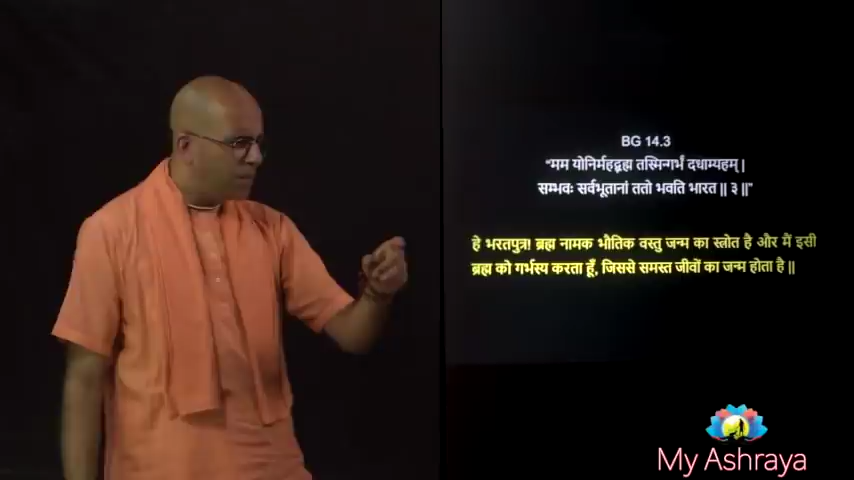 BG 14.3
"मम योनिर्महद्ब्रह्म तस्मिन्गर्भं दधाम्यहम् |
सम्भवः सर्वभूतानां ततो भवति भारत || ३ ||"
हे भरतपुत्र! ब्रह्म नामक भौतिक वस्तु जन्म का स्त्रोत है और मैं इसी
ब्रह्म को गर्भस्य करता हूँ, जिससे समस्त जीवों का जन्म होता है ||
My Ashraya